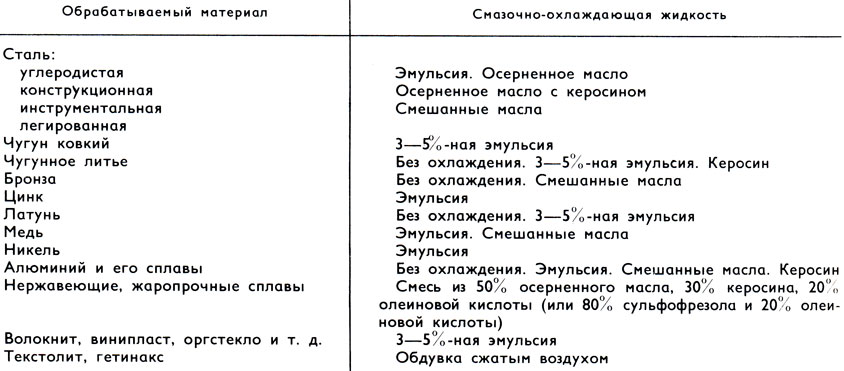 Обрабатываемый материал Смазочно-охлаждающая жидкость
Сталь:
углеродистая Эмульсия. Осерненное масло
конструкционная Осерненное масло с керосином
инструментальная Смешанные масла
легированная
Чугун ковкий 3—5%-ная эмульсия
Чугунное литье Без охлаждения. 3—5%-ная эмульсия. Керосин
Бронза Без охлаждения. Смешанные масла
Цинк Эмульсия
Латунь Без охлаждения. 3—5%-ная эмульсия
Медь Эмульсия. Смешанные масла
Никель Эмульсия
Алюминий и его сплавы Без охлаждения. Эмульсия. Смешанные масла. Керосин
Нержавеющие, жаропрочные сплавы Смесь из 50% осерненного масла, 30% керосина, 20%
олеиновой кислоты (или 80% сульфофрезола и 20% олеи-
новой кислоты)
Волокнит, винипласт, оргстекло и т. д. 3—5%-ная эмульсия
Текстолит, гетинакс Обдувка сжатым воздухом